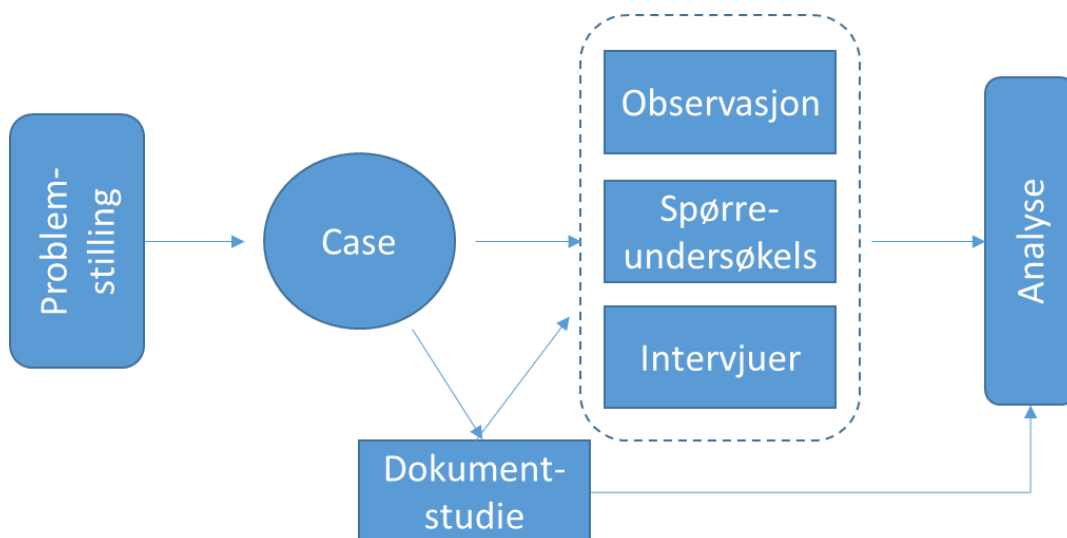 Problem-
stilling
Case
Observasjon
Spørre-
undersøkels
Intervjuer
Dokument-
studie
Analyse